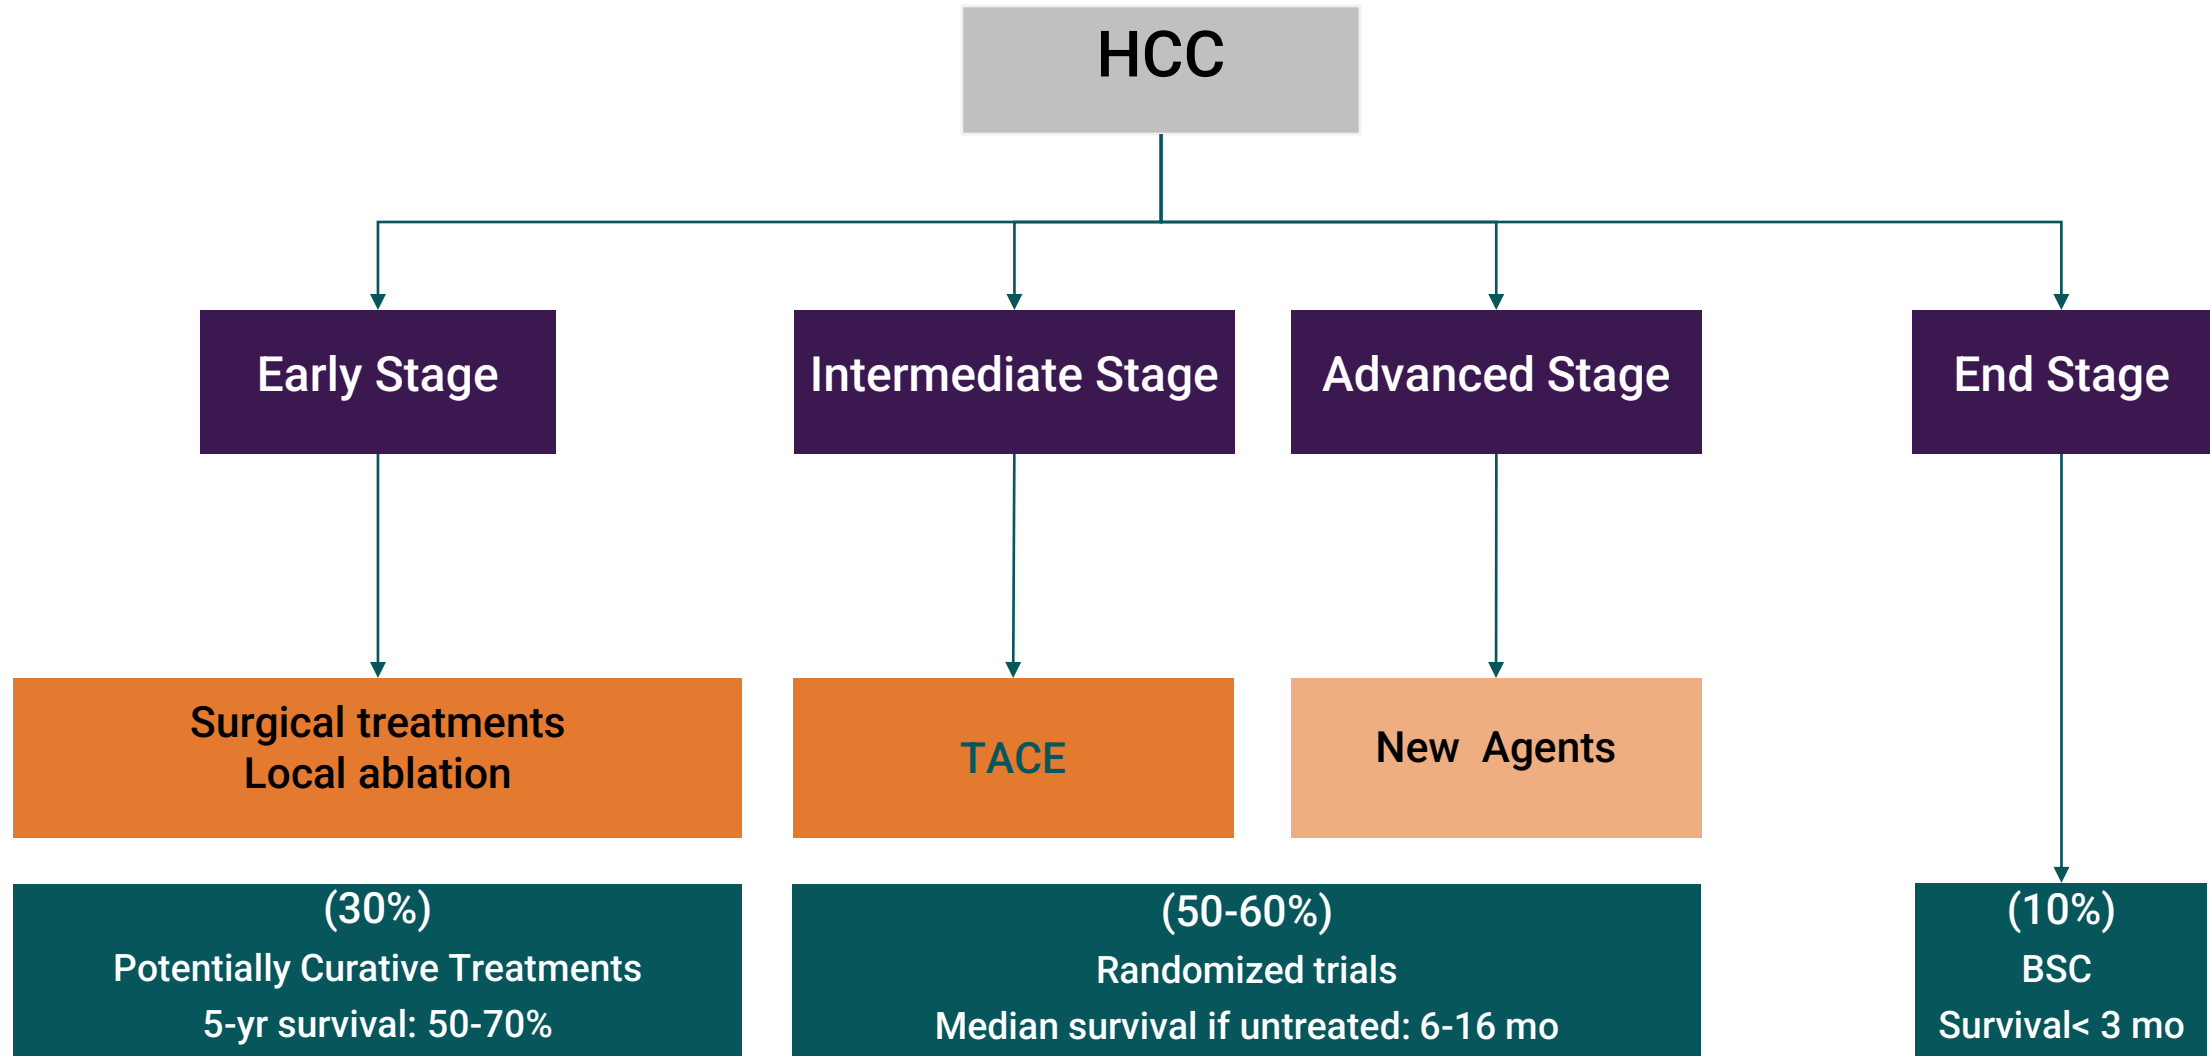 HCC
Early Stage
Intermediate Stage
Advanced Stage
End Stage
Surgical treatments
Local ablation
TACE
New Agents
(30%)
Potentially Curative Treatments
5-yr survival: 50-70%
(50-60%)
Randomized trials
Median survival if untreated: 6-16 mo
(10%)
BSC
Survival< 3 mo